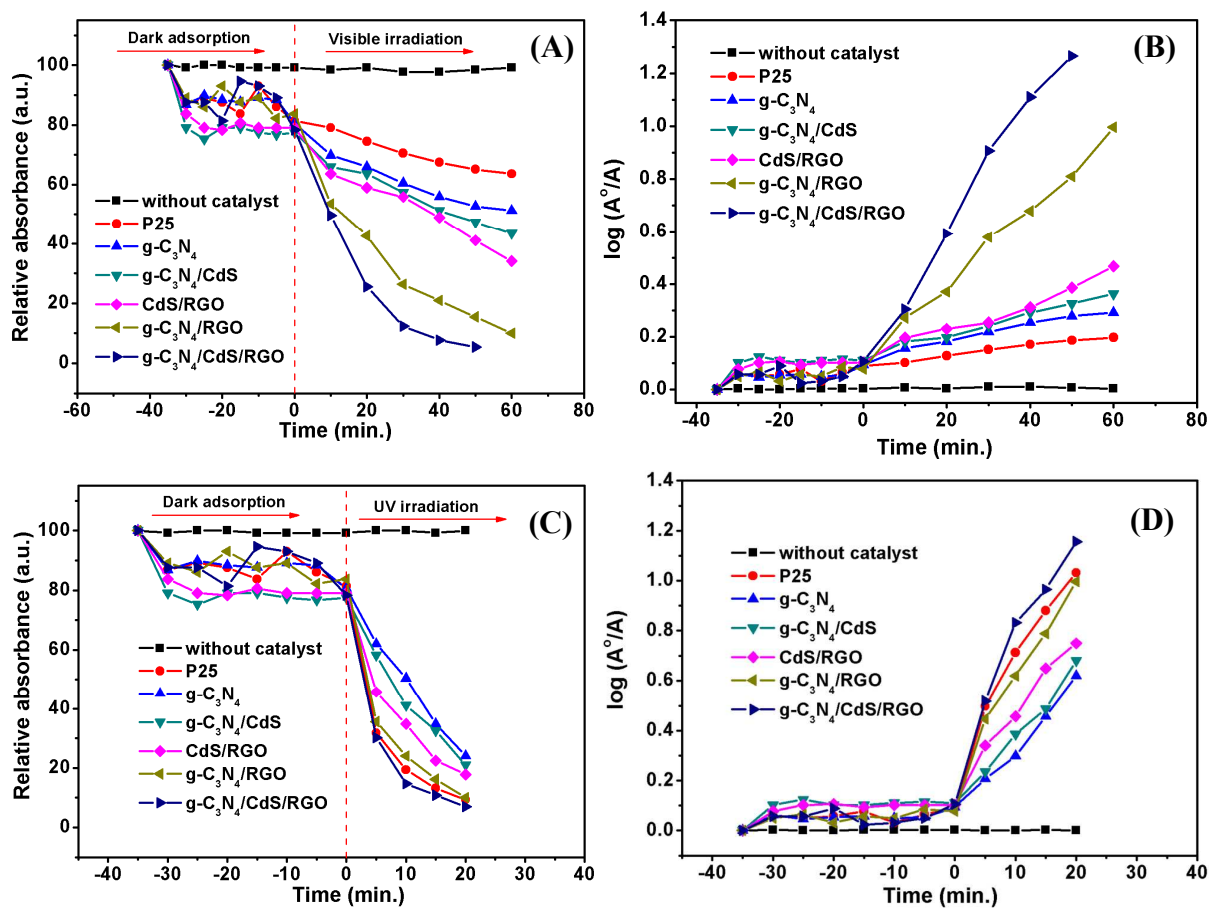 Dark adsorption Visible irradiation (A)
Relative absorbance (a.u.)
100
80
60
40
20
0
without catalyst
P25
g-C₃N₄
g-C₃N₄/CdS
CdS/RGO
g-C₃N₄/RGO
g-C₃N₄/CdS/RGO
-60 -40 -20 0 20 40 60 80
Time (min.)
(B)
log (A°/A)
1.4
1.2
1.0
0.8
0.6
0.4
0.2
0.0
without catalyst
P25
g-C₃N₄
g-C₃N₄/CdS
CdS/RGO
g-C₃N₄/RGO
g-C₃N₄/CdS/RGO
-40 -20 0 20 40 60 80
Time (min.)
Dark adsorption UV irradiation (C)
Relative absorbance (a.u.)
100
80
60
40
20
0
without catalyst
P25
g-C₃N₄
g-C₃N₄/CdS
CdS/RGO
g-C₃N₄/RGO
g-C₃N₄/CdS/RGO
-40 -30 -20 -10 0 10 20 30
Time (min.)
(D)
log (A°/A)
1.4
1.2
1.0
0.8
0.6
0.4
0.2
0.0
without catalyst
P25
g-C₃N₄
g-C₃N₄/CdS
CdS/RGO
g-C₃N₄/RGO
g-C₃N₄/CdS/RGO
-40 -30 -20 -10 0 10 20 30 40
Time (min.)